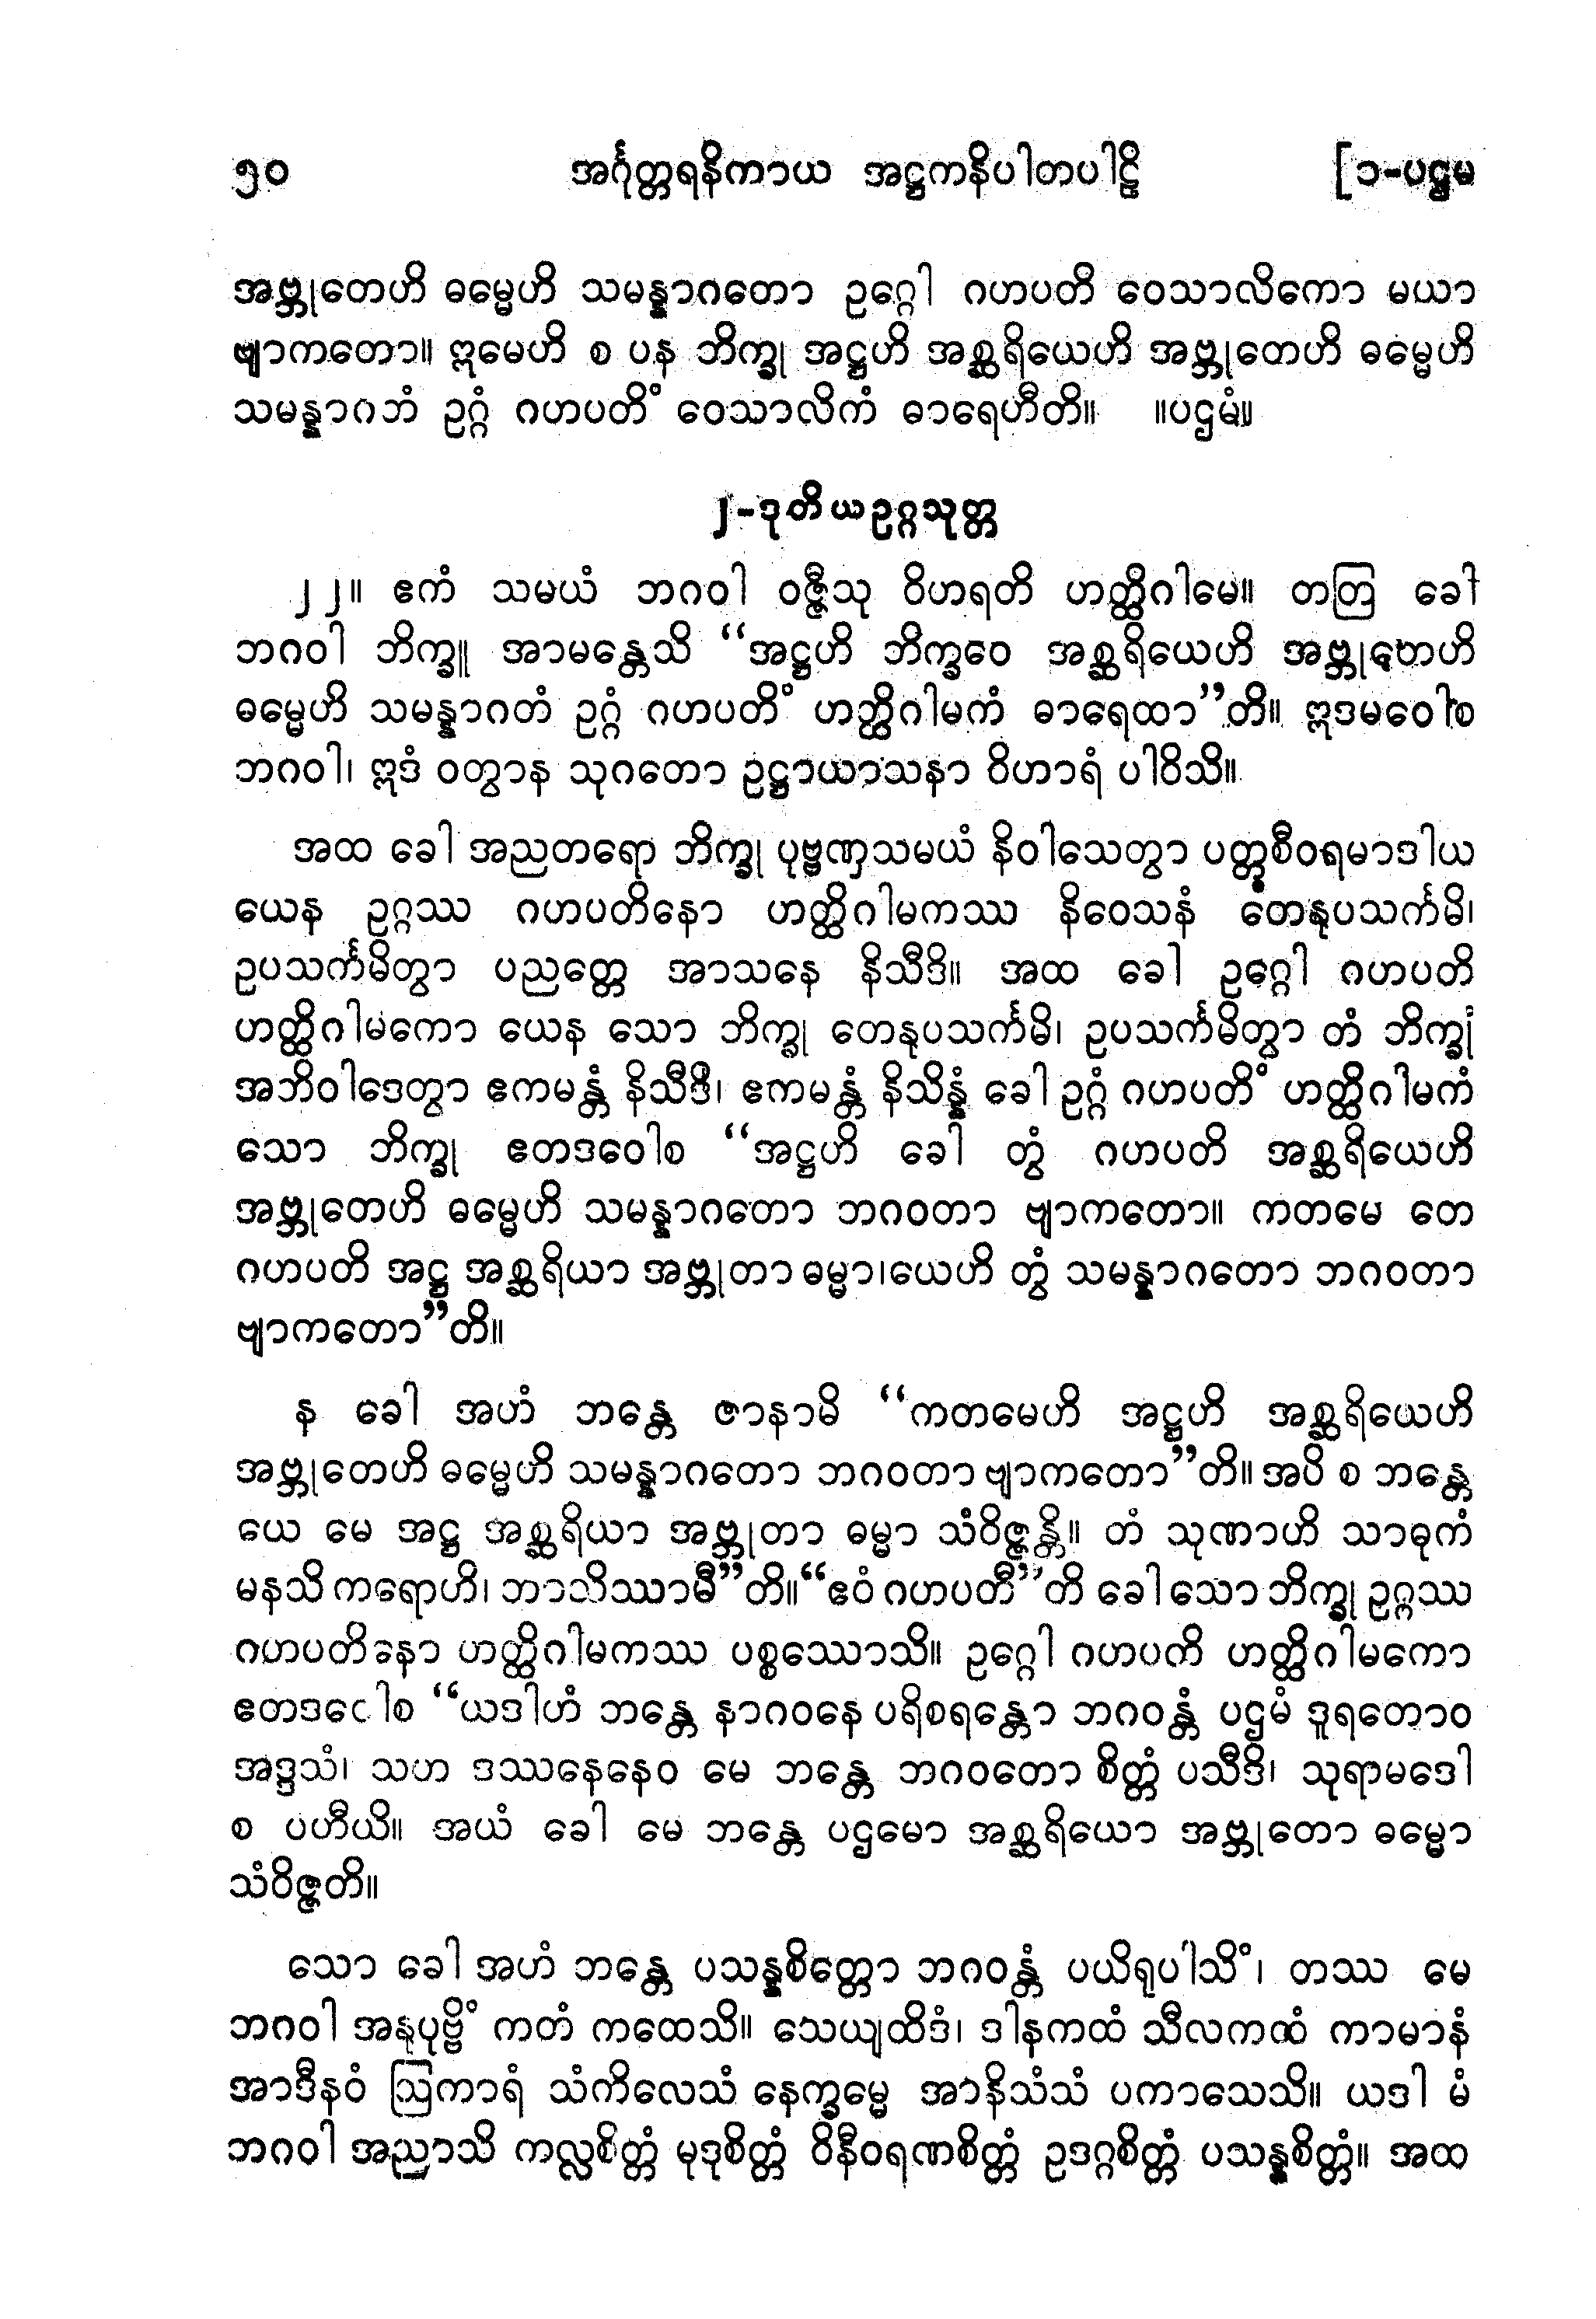 ၅၀ အင်္ဂုတ္တရနိကာယ အဋ္ဌကနိပါတပါဠိ [၁-ပဋ္ဌမ
အဗ္ဘုတေဟိ ဓမ္မေဟိ သမန္နာဂတော ဥဂ္ဂေါ ဂဟပတိ ဝေသာလိကော မယာ
ဗျာကတော။ ဣမေဟိ စ ပန ဘိက္ခု အဋ္ဌဟိ အစ္ဆရိယေဟိ အဗ္ဘုတေဟိ ဓမ္မေဟိ
သမန္နာဂတံ ဥဂ္ဂံ ဂဟပတိံ ဝေသာလိကံ ဓာရေဟီတိ။ ။ပဌမံ။
၂-ဒုတိယဥဂ္ဂသုတ္တ
၂၂။ ဧကံ သမယံ ဘဂဝါ ဝဇ္ဇီသု ဝိဟရတိ ဟတ္ထိဂါမေ။ တတြ ခေါ
ဘဂဝါ ဘိက္ခူ အာမန္တေသိ “အဋ္ဌဟိ ဘိက္ခဝေ အစ္ဆရိယေဟိ အဗ္ဘုတေဟိ
ဓမ္မေဟိ သမန္နာဂတံ ဥဂ္ဂံ ဂဟပတိံ ဟတ္ထိဂါမကံ ဓာရေထာ”တိ။ ဣဒမဝေါစ
ဘဂဝါ၊ ဣဒံ ဝတွာန သုဂတော ဥဋ္ဌာယာသနာ ဝိဟာရံ ပါဝိသိ။
အထ ခေါ အညတရော ဘိက္ခု ပုဗ္ဗဏှသမယံ နိဝါသေတွာ ပတ္တစီဝရမာဒါယ
ယေန ဥဂ္ဂဿ ဂဟပတိနော ဟတ္ထိဂါမကဿ နိဝေသနံ တေနုပသင်္ကမိ၊
ဥပသင်္ကမိတွာ ပညတ္တေ အာသနေ နိသီဒိ။ အထ ခေါ ဥဂ္ဂေါ ဂဟပတိ
ဟတ္ထိဂါမကော ယေန သော ဘိက္ခု တေနုပသင်္ကမိ၊ ဥပသင်္ကမိတွာ တံ ဘိက္ခုံ
အဘိဝါဒေတွာ ဧကမန္တံ နိသီဒိ၊ ဧကမန္တံ နိသိန္နံ ခေါ ဥဂ္ဂံ ဂဟပတိံ ဟတ္ထိဂါမကံ
သော ဘိက္ခု ဧတဒဝေါစ “အဋ္ဌဟိ ခေါ တွံ ဂဟပတိ အစ္ဆရိယေဟိ
အဗ္ဘုတေဟိ ဓမ္မေဟိ သမန္နာဂတော ဘဂဝတာ ဗျာကတော။ ကတမေ တေ
ဂဟပတိ အဋ္ဌ အစ္ဆရိယာ အဗ္ဘုတာ ဓမ္မာ၊ယေဟိ တွံ သမန္နာဂတော ဘဂဝတာ
ဗျာကတော”တိ။
န ခေါ အဟံ ဘန္တေ ဇာနာမိ “ကတမေဟိ အဋ္ဌဟိ အစ္ဆရိယေဟိ
အဗ္ဘုတေဟိ ဓမ္မေဟိ သမန္နာဂတော ဘဂဝတာ ဗျာကတော”တိ။ အပိ စ ဘန္တေ
ယေ မေ အဋ္ဌ အစ္ဆရိယာ အဗ္ဘုတာ ဓမ္မာ သံဝိဇ္ဇန္တိ။ တံ သုဏာဟိ သာဓုကံ
မနသိ ကရောဟိ၊ ဘာသိဿာမီ”တိ။“ဧဝံ ဂဟပတီ”တိ ခေါ သော ဘိက္ခု ဥဂ္ဂဿ
ဂဟပတိနော ဟတ္ထိဂါမကဿ ပစ္စဿောသိ။ ဥဂ္ဂေါ ဂဟပတိ ဟတ္ထိဂါမကော
ဧတဒဝေါစ “ယဒါဟံ ဘန္တေ နာဂဝနေ ပရိစရန္တော ဘဂဝန္တံ ပဌမံ ဒူရတောဝ
အဒ္ဒသံ၊ သဟ ဒဿနေနေဝ မေ ဘန္တေ ဘဂဝတော စိတ္တံ ပသီဒိ၊ သုရာမဒေါ
စ ပဟီယိ။ အယံ ခေါ မေ ဘန္တေ ပဌမော အစ္ဆရိယော အဗ္ဘုတော ဓမ္မော
သံဝိဇ္ဇတိ။
သော ခေါ အဟံ ဘန္တေ ပသန္နစိတ္တော ဘဂဝန္တံ ပယိရုပါသိံ၊ တဿ မေ
ဘဂဝါ အနုပုဗ္ဗိံ ကတံ ကထေသိ။ သေယျထိဒံ၊ ဒါနကထံ သီလကထံ ကာမာနံ
အာဒီနဝံ ဩကာရံ သံကိလေသံ နေက္ခမ္မေ အာနိသံသံ ပကာသေသိ။ ယဒါ မံ
ဘဂဝါ အညာသိ ကလ္လစိတ္တံ မုဒုစိတ္တံ ဝိနီဝရဏစိတ္တံ ဥဒဂ္ဂစိတ္တံ ပသန္နစိတ္တံ။ အထ